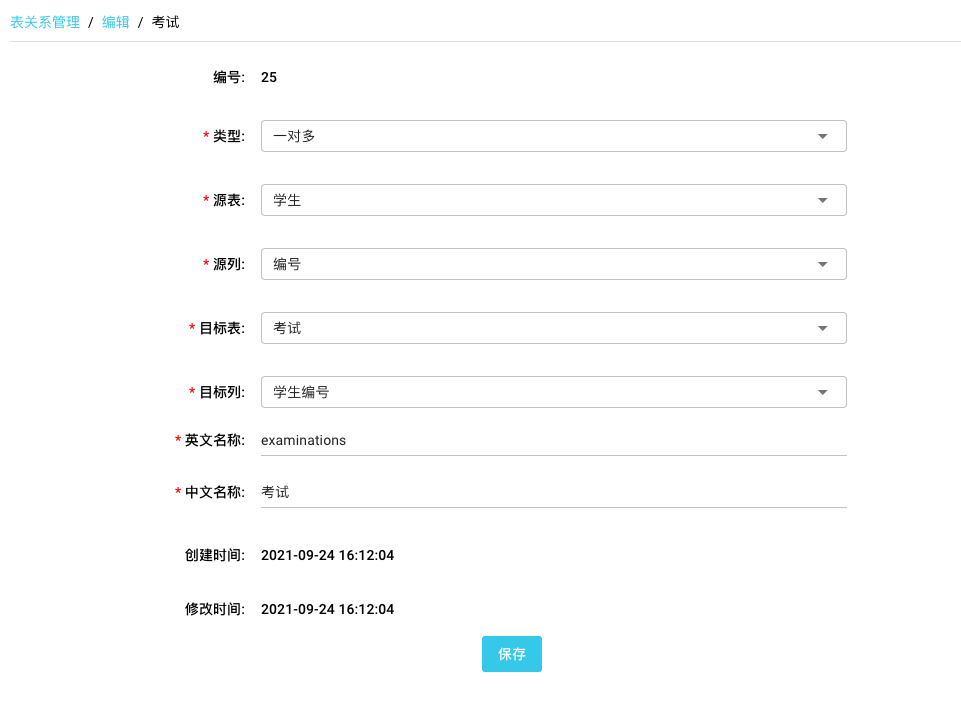 表关系管理 / 编辑 / 考试
编号: 25
* 类型: 一对多
* 源表: 学生
* 源列: 编号
* 目标表: 考试
* 目标列: 学生编号
* 英文名称: examinations
* 中文名称: 考试
创建时间: 2021-09-24 16:12:04
修改时间: 2021-09-24 16:12:04
保存